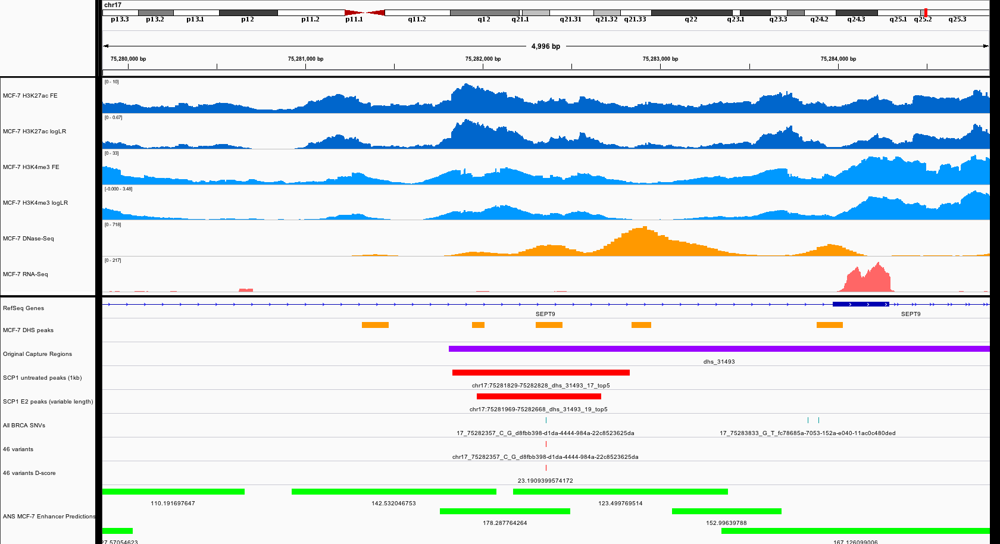 chr17
p13.3 p13.2 p13.1 p12 p11.2 p11.1 q11.2 q12 q21.1 q21.31 q21.32 q21.33 q22 q23.1 q23.3 q24.2 q24.3 q25.1 q25.2 q25.3
4,996 bp
75,280,000 bp 75,281,000 bp 75,282,000 bp 75,283,000 bp 75,284,000 bp
[0 - 10]
MCF-7 H3K27ac FE
[0 - 0.67]
MCF-7 H3K27ac logLR
[0 - 33]
MCF-7 H3K4me3 FE
[-0.000 - 3.48]
MCF-7 H3K4me3 logLR
[0 - 718]
MCF-7 DNase-Seq
[0 - 217]
MCF-7 RNA-Seq
RefSeq Genes
SEPT9 SEPT9
MCF-7 DHS peaks
Original Capture Regions
dhs_31493
SCP1 untreated peaks (1kb)
chr17:75281829-75282828_dhs_31493_17_top5
SCP1 E2 peaks (variable length)
chr17:75281969-75282668_dhs_31493_19_top5
All BRCA SNVs
17_75282357_C_G_d8fbb398-d1da-4444-984a-22c8523625da 17_75283833_G_T_fc78685a-7053-152a-e040-11ac0c480ded
46 variants
chr17_75282357_C_G_d8fbb398-d1da-4444-984a-22c8523625da
46 variants D-score
23.1909399574172
110.191697647 142.532046753 123.499769514
ANS MCF-7 Enhancer Predictions
178.287764264 152.99639788
27.57054623 167.126099006